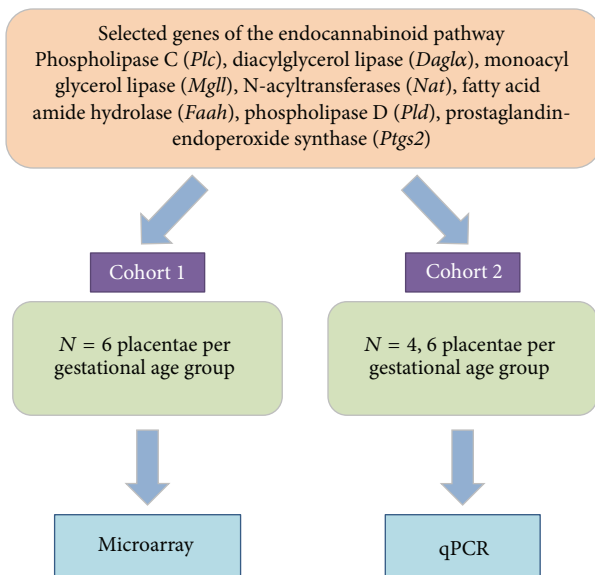 Selected genes of the endocannabinoid pathway
Phospholipase C (Plc), diacylglycerol lipase (Daglα), monoacyl
glycerol lipase (Mgll), N-acyltransferases (Nat), fatty acid
amide hydrolase (Faah), phospholipase D (Pld), prostaglandin-
endoperoxide synthase (Ptgs2)
Cohort 1
Cohort 2
N = 6 placentae per
gestational age group
N = 4, 6 placentae per
gestational age group
Microarray
qPCR